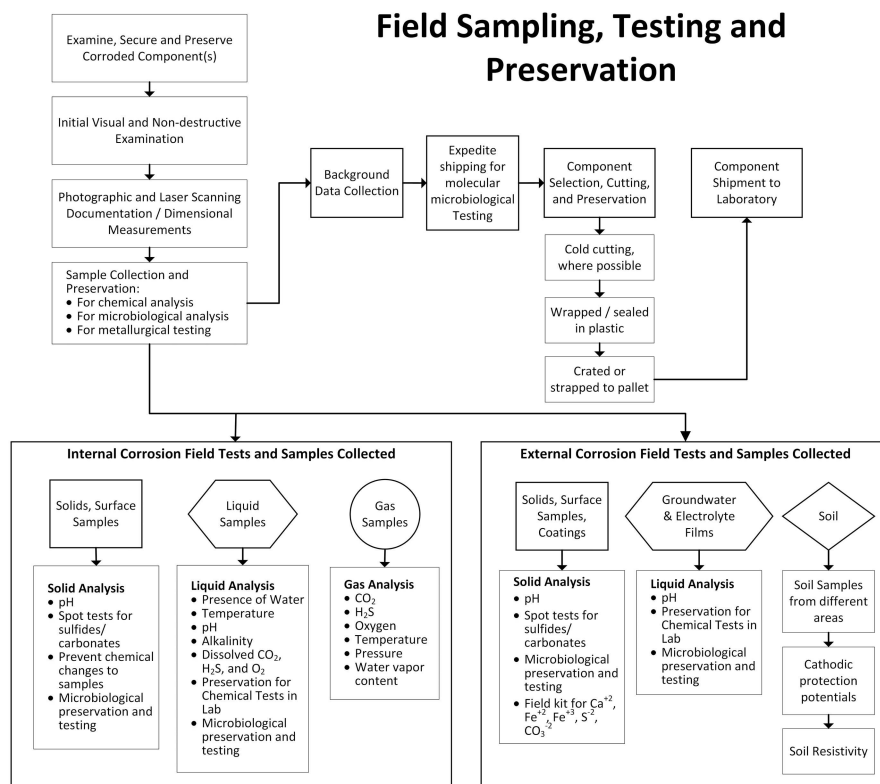 Field Sampling, Testing and
Preservation
Examine, Secure and Preserve
Corroded Component(s)
Initial Visual and Non-destructive
Examination
Photographic and Laser Scanning
Documentation / Dimensional
Measurements
Sample Collection and
Preservation:
• For chemical analysis
• For microbiological analysis
• For metallurgical testing
Background
Data Collection
Expedite
shipping for
molecular
microbiological
Testing
Component
Selection, Cutting,
and Preservation
Cold cutting,
where possible
Wrapped / sealed
in plastic
Crated or
strapped to pallet
Component
Shipment to
Laboratory
Internal Corrosion Field Tests and Samples Collected
Solids, Surface
Samples
Solid Analysis
• pH
• Spot tests for
sulfides/
carbonates
• Prevent chemical
changes to
samples
• Microbiological
preservation and
testing
Liquid
Samples
Liquid Analysis
• Presence of Water
• Temperature
• pH
• Alkalinity
• Dissolved CO₂,
H₂S, and O₂
• Preservation for
Chemical Tests in
Lab
• Microbiological
preservation and
testing
Gas
Samples
Gas Analysis
• CO₂
• H₂S
• Oxygen
• Temperature
• Pressure
• Water vapor
content
External Corrosion Field Tests and Samples Collected
Solids, Surface
Samples,
Coatings
Solid Analysis
• pH
• Spot tests for
sulfides/
carbonates
• Microbiological
preservation and
testing
• Field kit for Ca⁺²,
Fe⁺², Fe⁺³, S⁻²,
CO₃⁻²
Groundwater
& Electrolyte
Films
Liquid Analysis
• pH
• Preservation for
Chemical Tests in
Lab
• Microbiological
preservation and
testing
Soil
Soil Samples
from different
areas
Cathodic
protection
potentials
Soil Resistivity